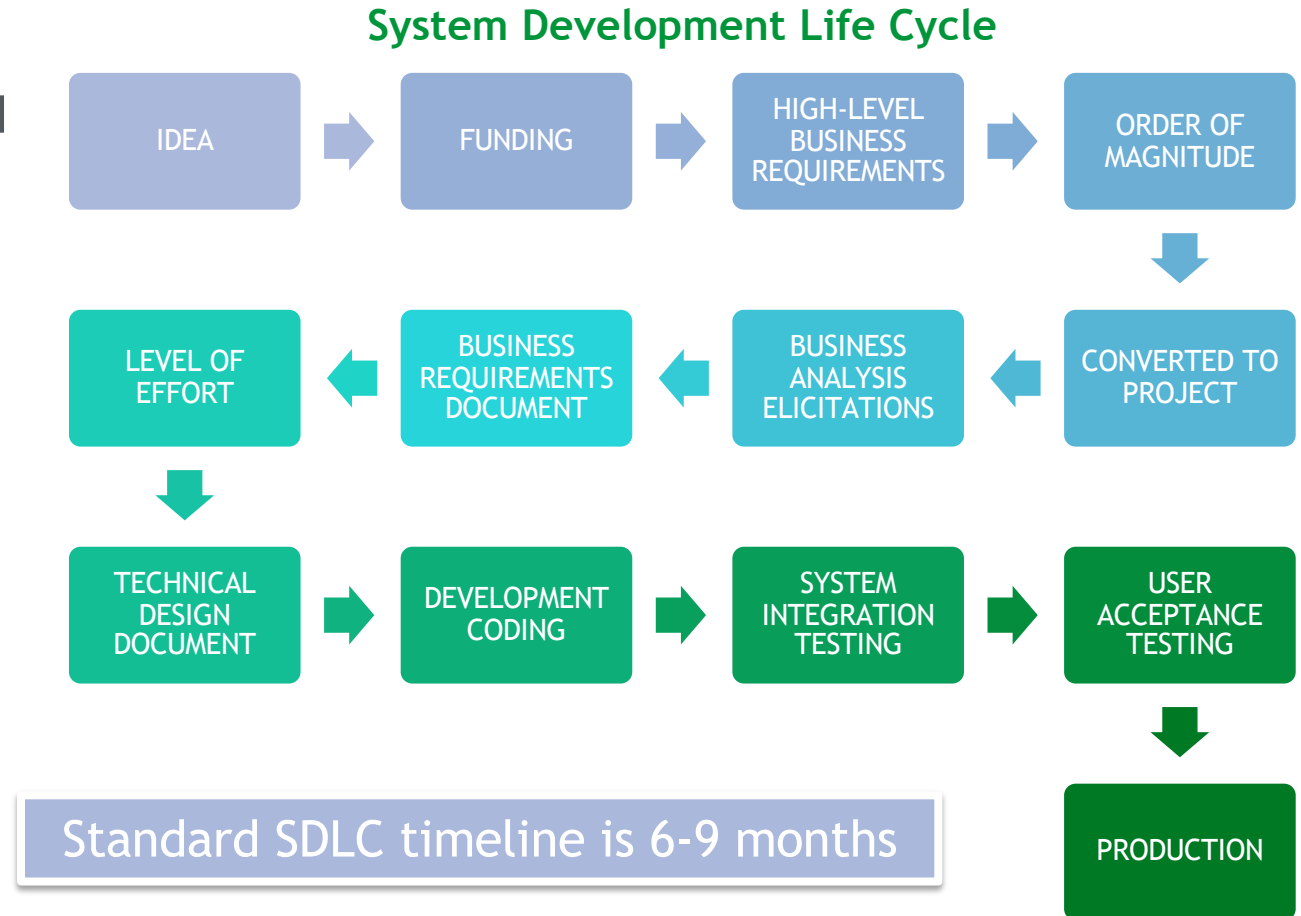 System Development Life Cycle
IDEA
FUNDING
HIGH-LEVEL
BUSINESS
REQUIREMENTS
ORDER OF
MAGNITUDE
CONVERTED TO
PROJECT
BUSINESS
ANALYSIS
ELICITATIONS
BUSINESS
REQUIREMENTS
DOCUMENT
LEVEL OF
EFFORT
TECHNICAL
DESIGN
DOCUMENT
DEVELOPMENT
CODING
SYSTEM
INTEGRATION
TESTING
USER
ACCEPTANCE
TESTING
PRODUCTION
Standard SDLC timeline is 6-9 months